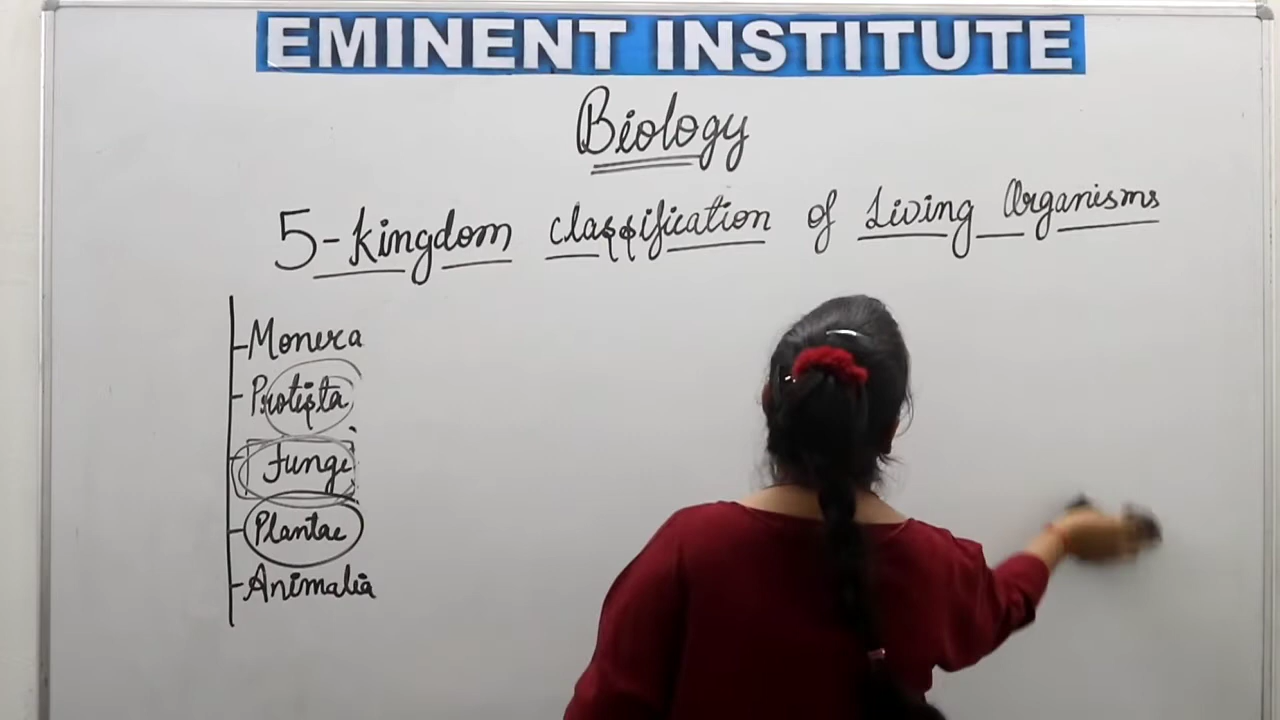 EMINENT INSTITUTE
Biology
5-kingdom classification of Living Organisms
Monera
Protista
Fungi
Plantae
Animalia